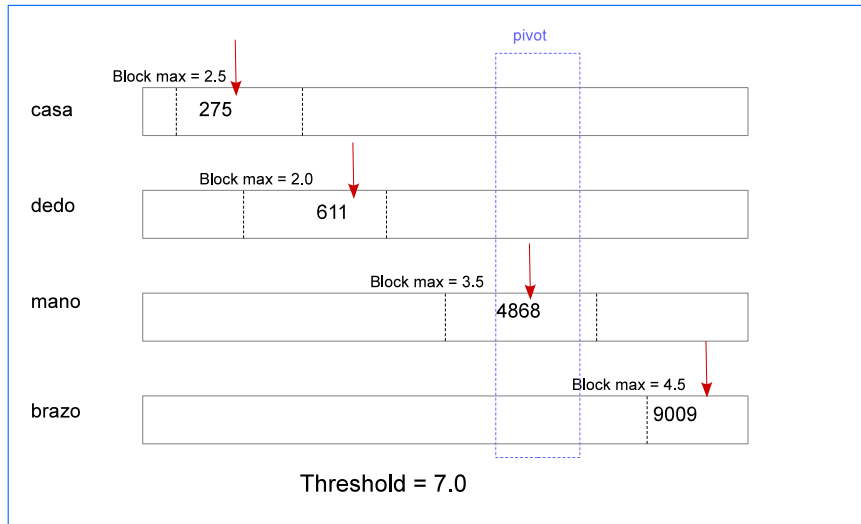 pivot
Block max = 2.5
casa
275
Block max = 2.0
dedo
611
Block max = 3.5
mano
4868
Block max = 4.5
brazo
9009
Threshold = 7.0